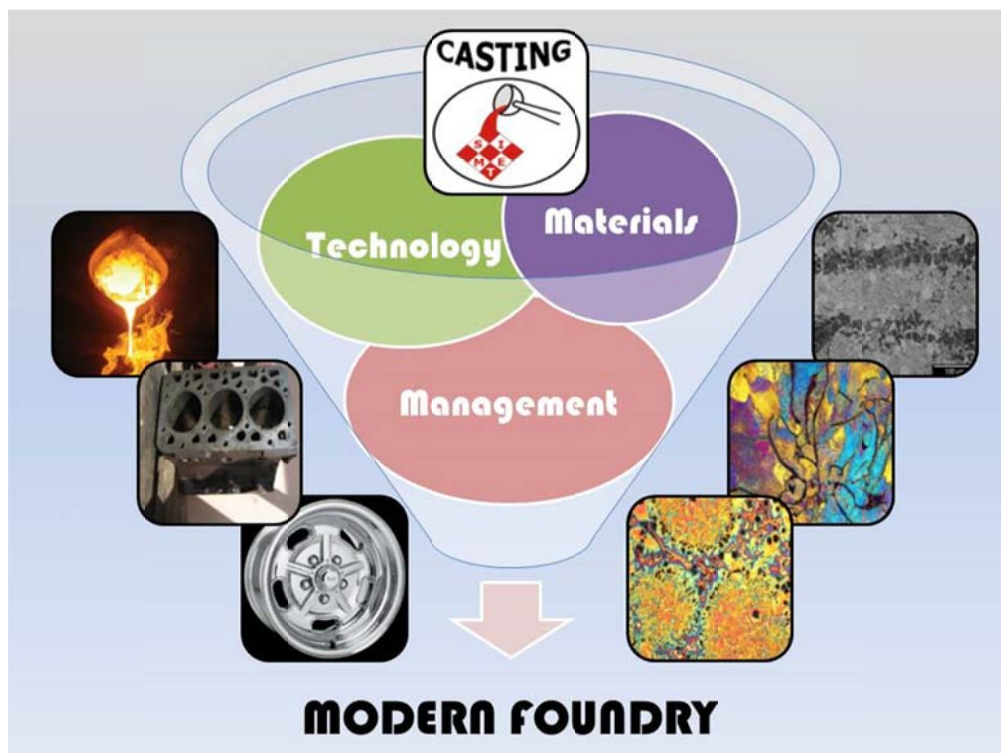 CASTING
S I
M E
T
Technology
Materials
Management
MODERN FOUNDRY